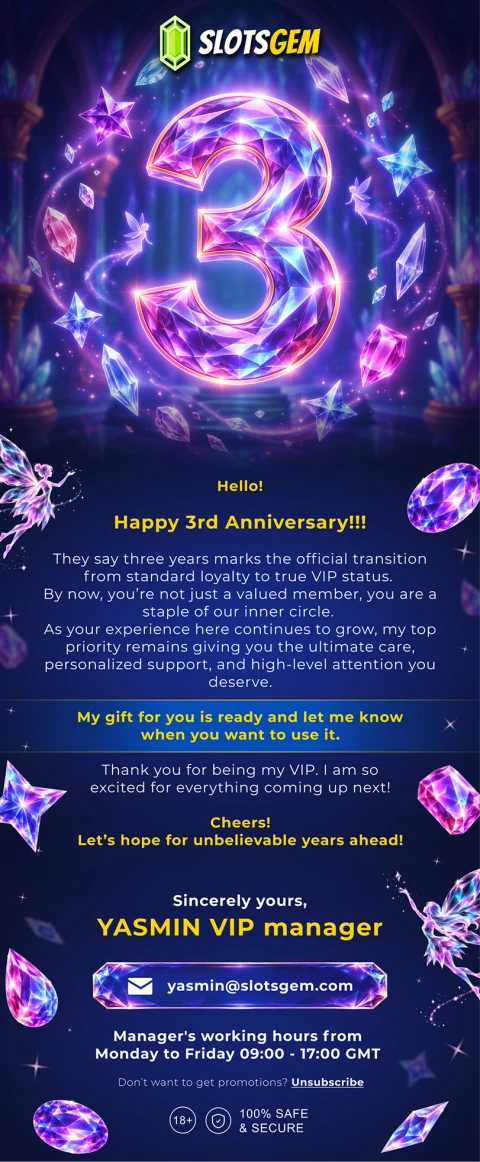 SLOTSGEM
3
Hello!
Happy 3rd Anniversary!!!
They say three years marks the official transition
from standard loyalty to true VIP status.
By now, you’re not just a valued member, you are a
staple of our inner circle.
As your experience here continues to grow, my top
priority remains giving you the ultimate care,
personalized support, and high-level attention you
deserve.
My gift for you is ready and let me know
when you want to use it.
Thank you for being my VIP. I am so
excited for everything coming up next!
Cheers!
Let’s hope for unbelievable years ahead!
Sincerely yours,
YASMIN VIP manager
yasmin@slotsgem.com
Manager's working hours from
Monday to Friday 09:00 - 17:00 GMT
Don’t want to get promotions? Unsubscribe
18+ 100% SAFE
& SECURE